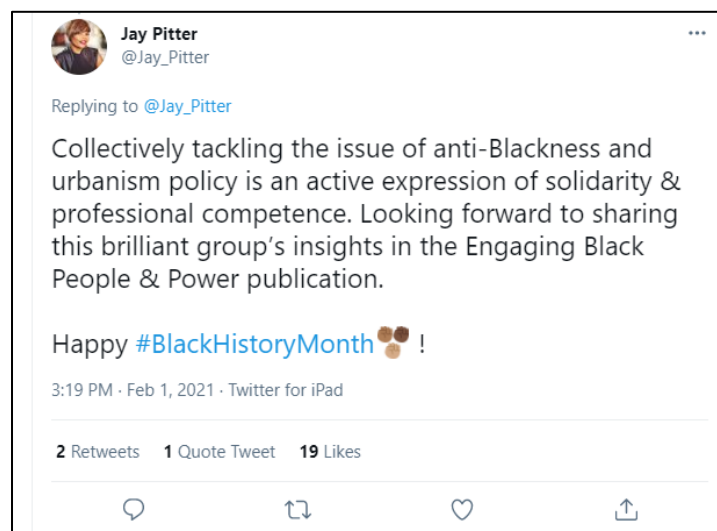 Jay Pitter
@Jay_Pitter
Replying to @Jay_Pitter
Collectively tackling the issue of anti-Blackness and
urbanism policy is an active expression of solidarity &
professional competence. Looking forward to sharing
this brilliant group's insights in the Engaging Black
People & Power publication.
Happy #BlackHistoryMonth !
3:19 PM · Feb 1, 2021 · Twitter for iPad
2 Retweets 1 Quote Tweet 19 Likes